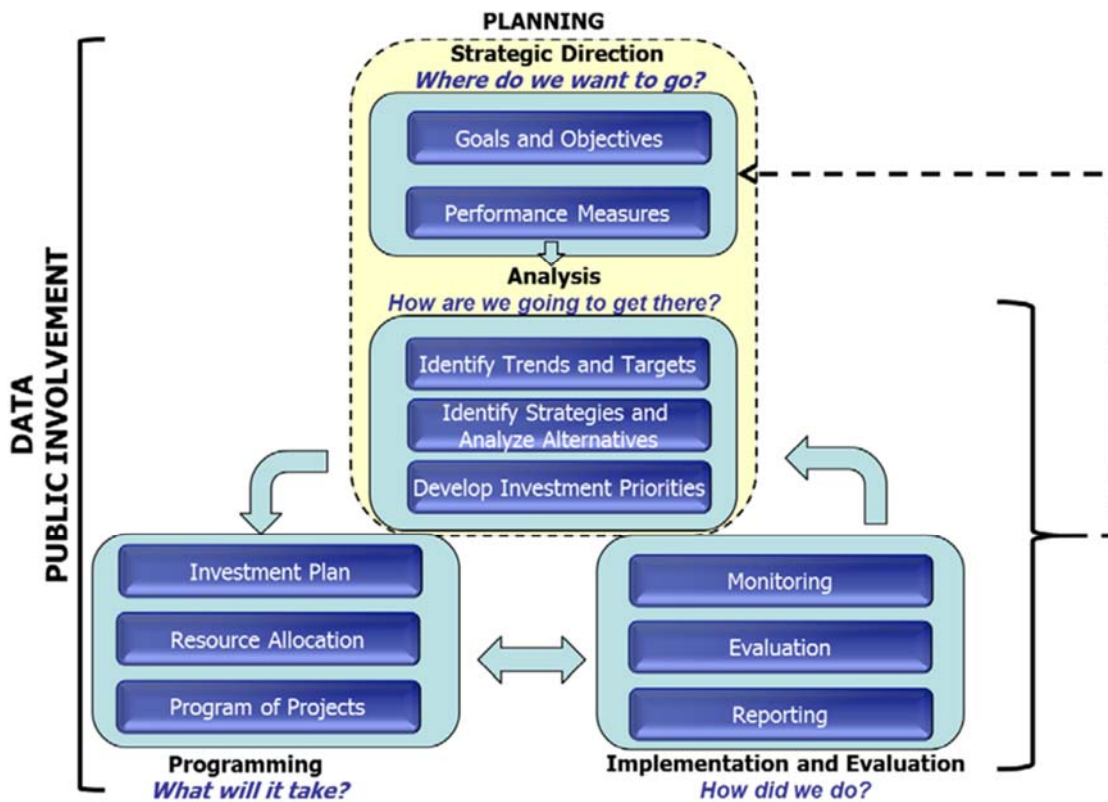 PLANNING
Strategic Direction
Where do we want to go?
Goals and Objectives
Performance Measures
Analysis
How are we going to get there?
Identify Trends and Targets
Identify Strategies and
Analyze Alternatives
Develop Investment Priorities
DATA
PUBLIC INVOLVEMENT
Investment Plan
Resource Allocation
Program of Projects
Programming
What will it take?
Monitoring
Evaluation
Reporting
Implementation and Evaluation
How did we do?